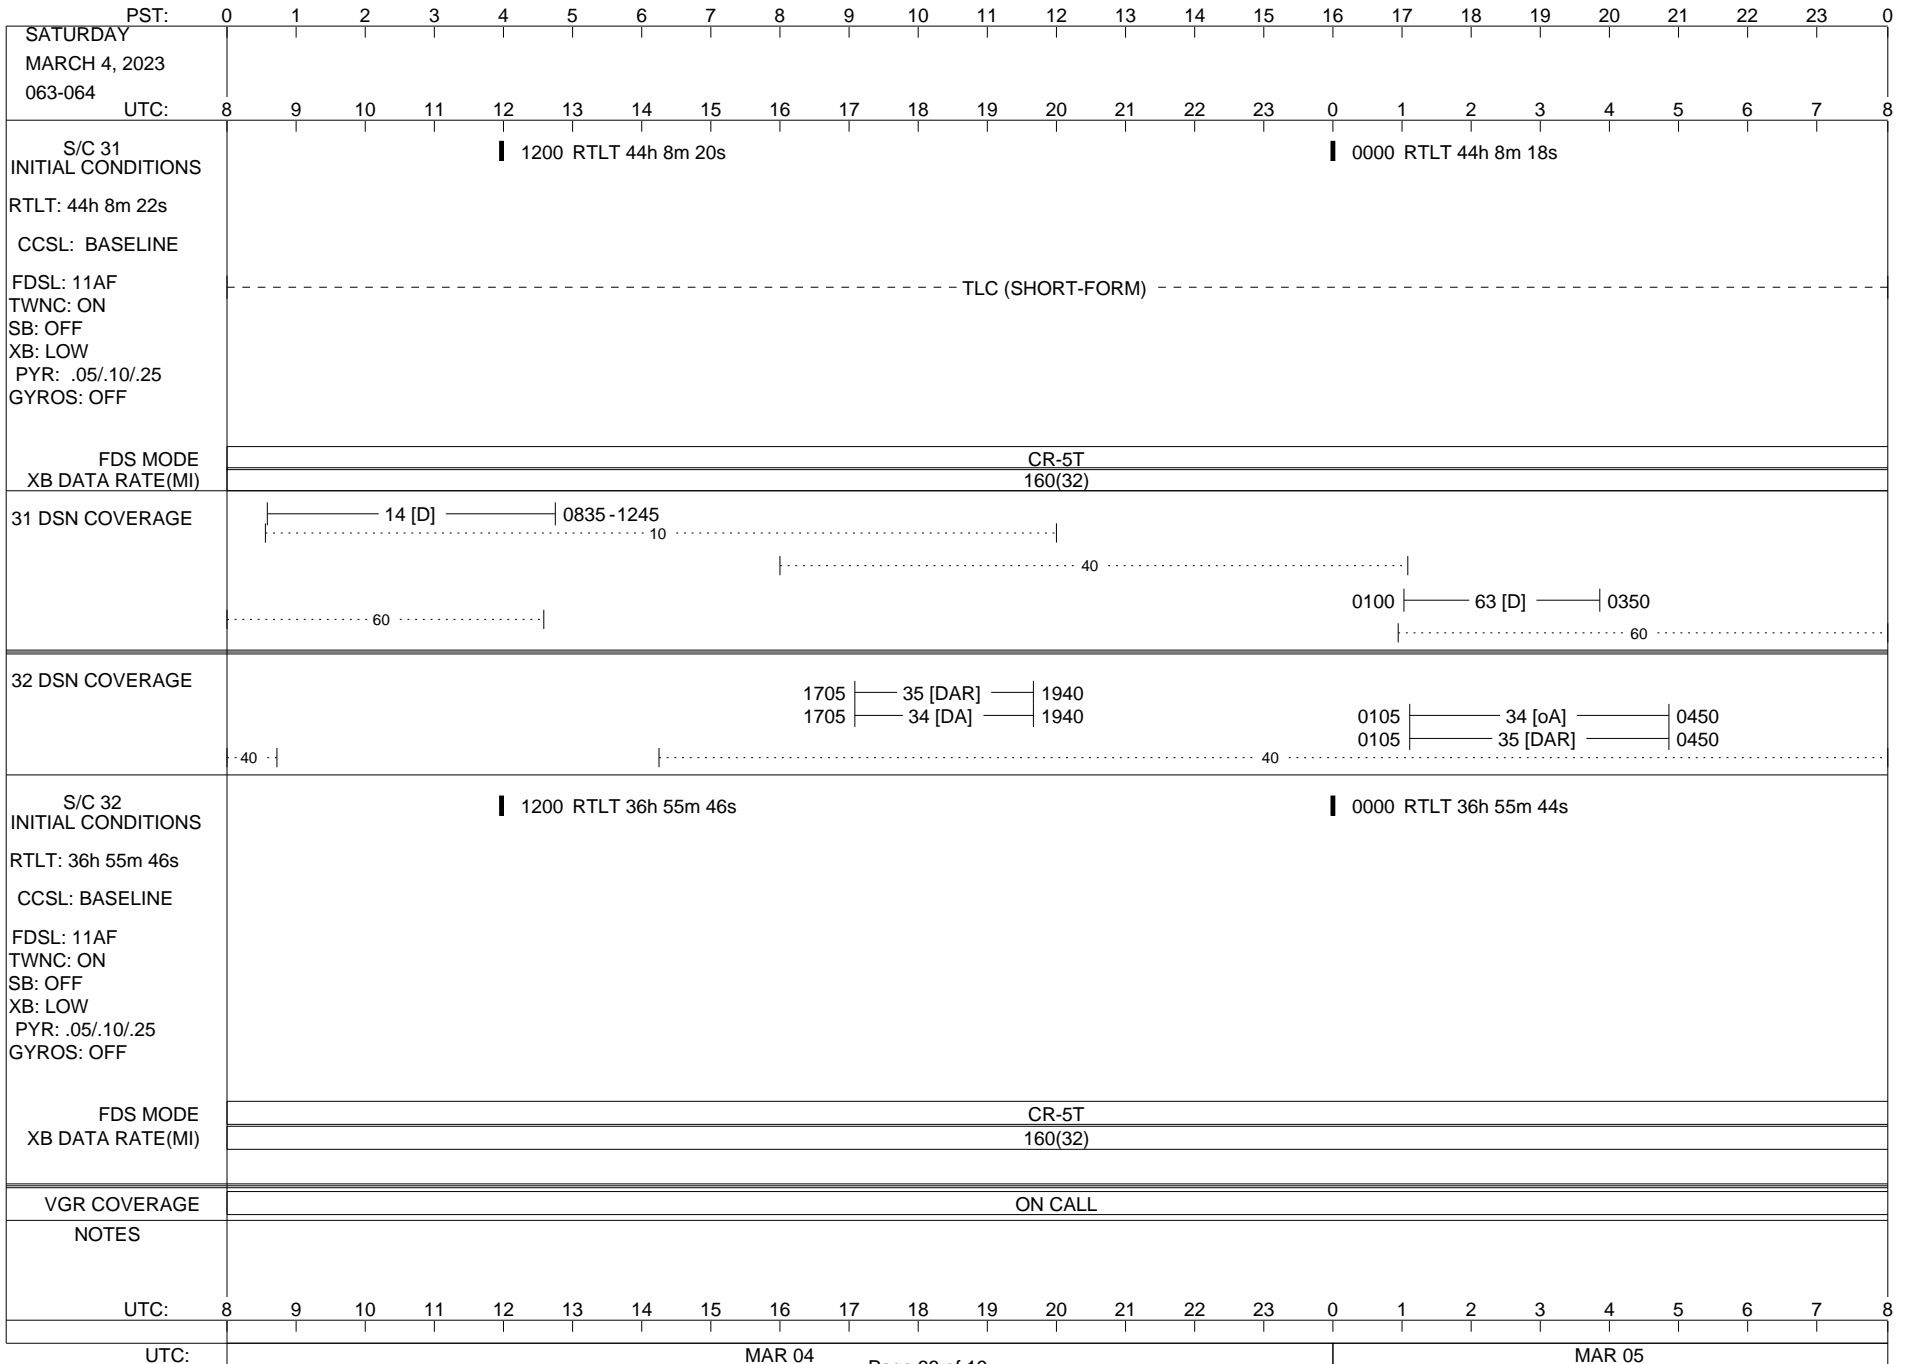 PST: 0 1 2 3 4 5 6 7 8 9 10 11 12 13 14 15 16 17 18 19 20 21 22 23 0
SATURDAY
MARCH 4, 2023
063-064
UTC: 8 9 10 11 12 13 14 15 16 17 18 19 20 21 22 23 0 1 2 3 4 5 6 7 8
S/C 31
INITIAL CONDITIONS
1200 RTLT 44h 8m 20s
0000 RTLT 44h 8m 18s
RTLT: 44h 8m 22s
CCSL: BASELINE
FDSL: 11AF
TLC (SHORT-FORM)
TWNC: ON
SB: OFF
XB: LOW
PYR: .05/.10/.25
GYROS: OFF
FDS MODE CR-5T
XB DATA RATE(MI) 160(32)
31 DSN COVERAGE
14 [D] 0835-1245
10
40
0100 63 [D] 0350
60
60
32 DSN COVERAGE
1705 35 [DAR] 1940
1705 34 [DA] 1940
0105 34 [oA] 0450
0105 35 [DAR] 0450
40 40
S/C 32
INITIAL CONDITIONS
1200 RTLT 36h 55m 46s
0000 RTLT 36h 55m 44s
RTLT: 36h 55m 46s
CCSL: BASELINE
FDSL: 11AF
TWNC: ON
SB: OFF
XB: LOW
PYR: .05/.10/.25
GYROS: OFF
FDS MODE CR-5T
XB DATA RATE(MI) 160(32)
VGR COVERAGE ON CALL
NOTES
UTC: 8 9 10 11 12 13 14 15 16 17 18 19 20 21 22 23 0 1 2 3 4 5 6 7 8
UTC: MAR 04 MAR 05